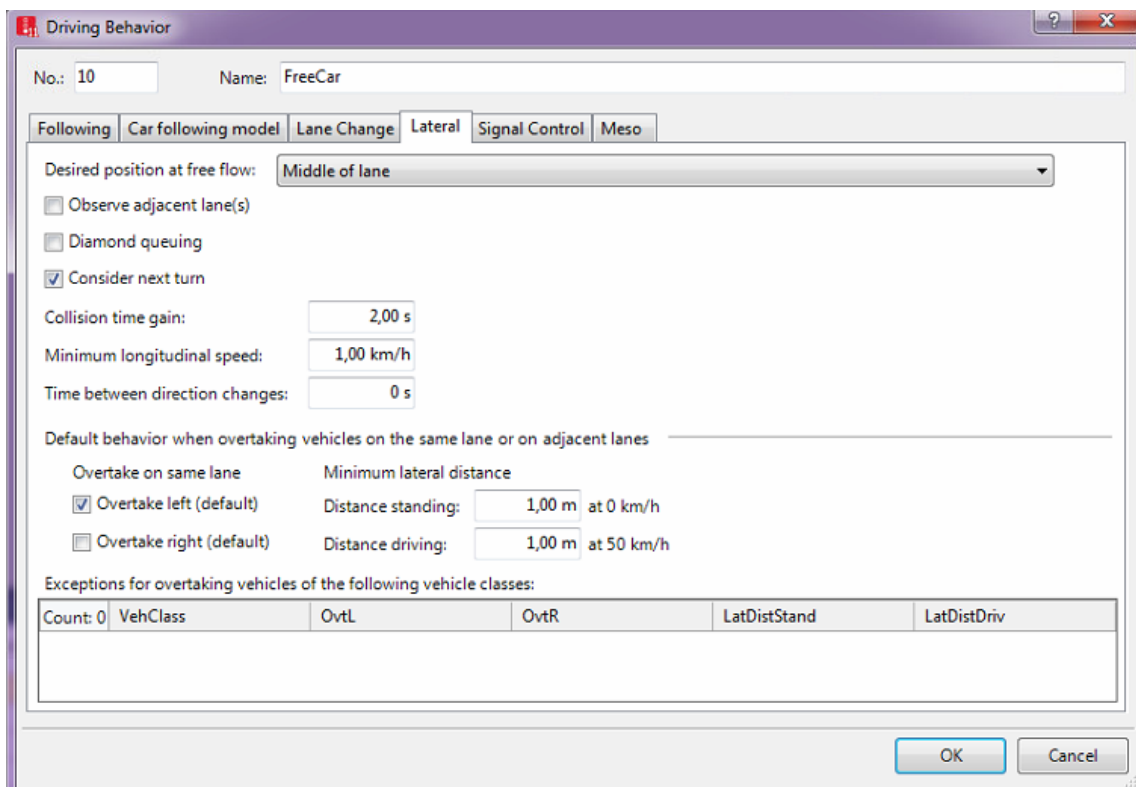 Driving Behavior
No.: 10 Name: FreeCar
Following Car following model Lane Change Lateral Signal Control Meso
Desired position at free flow: Middle of lane
Observe adjacent lane(s)
Diamond queuing
Consider next turn
Collision time gain: 2,00 s
Minimum longitudinal speed: 1,00 km/h
Time between direction changes: 0 s
Default behavior when overtaking vehicles on the same lane or on adjacent lanes
Overtake on same lane Minimum lateral distance
Overtake left (default) Distance standing: 1,00 m at 0 km/h
Overtake right (default) Distance driving: 1,00 m at 50 km/h
Exceptions for overtaking vehicles of the following vehicle classes:
Count: 0 VehClass OvtL OvtR LatDistStand LatDistDriv
OK Cancel